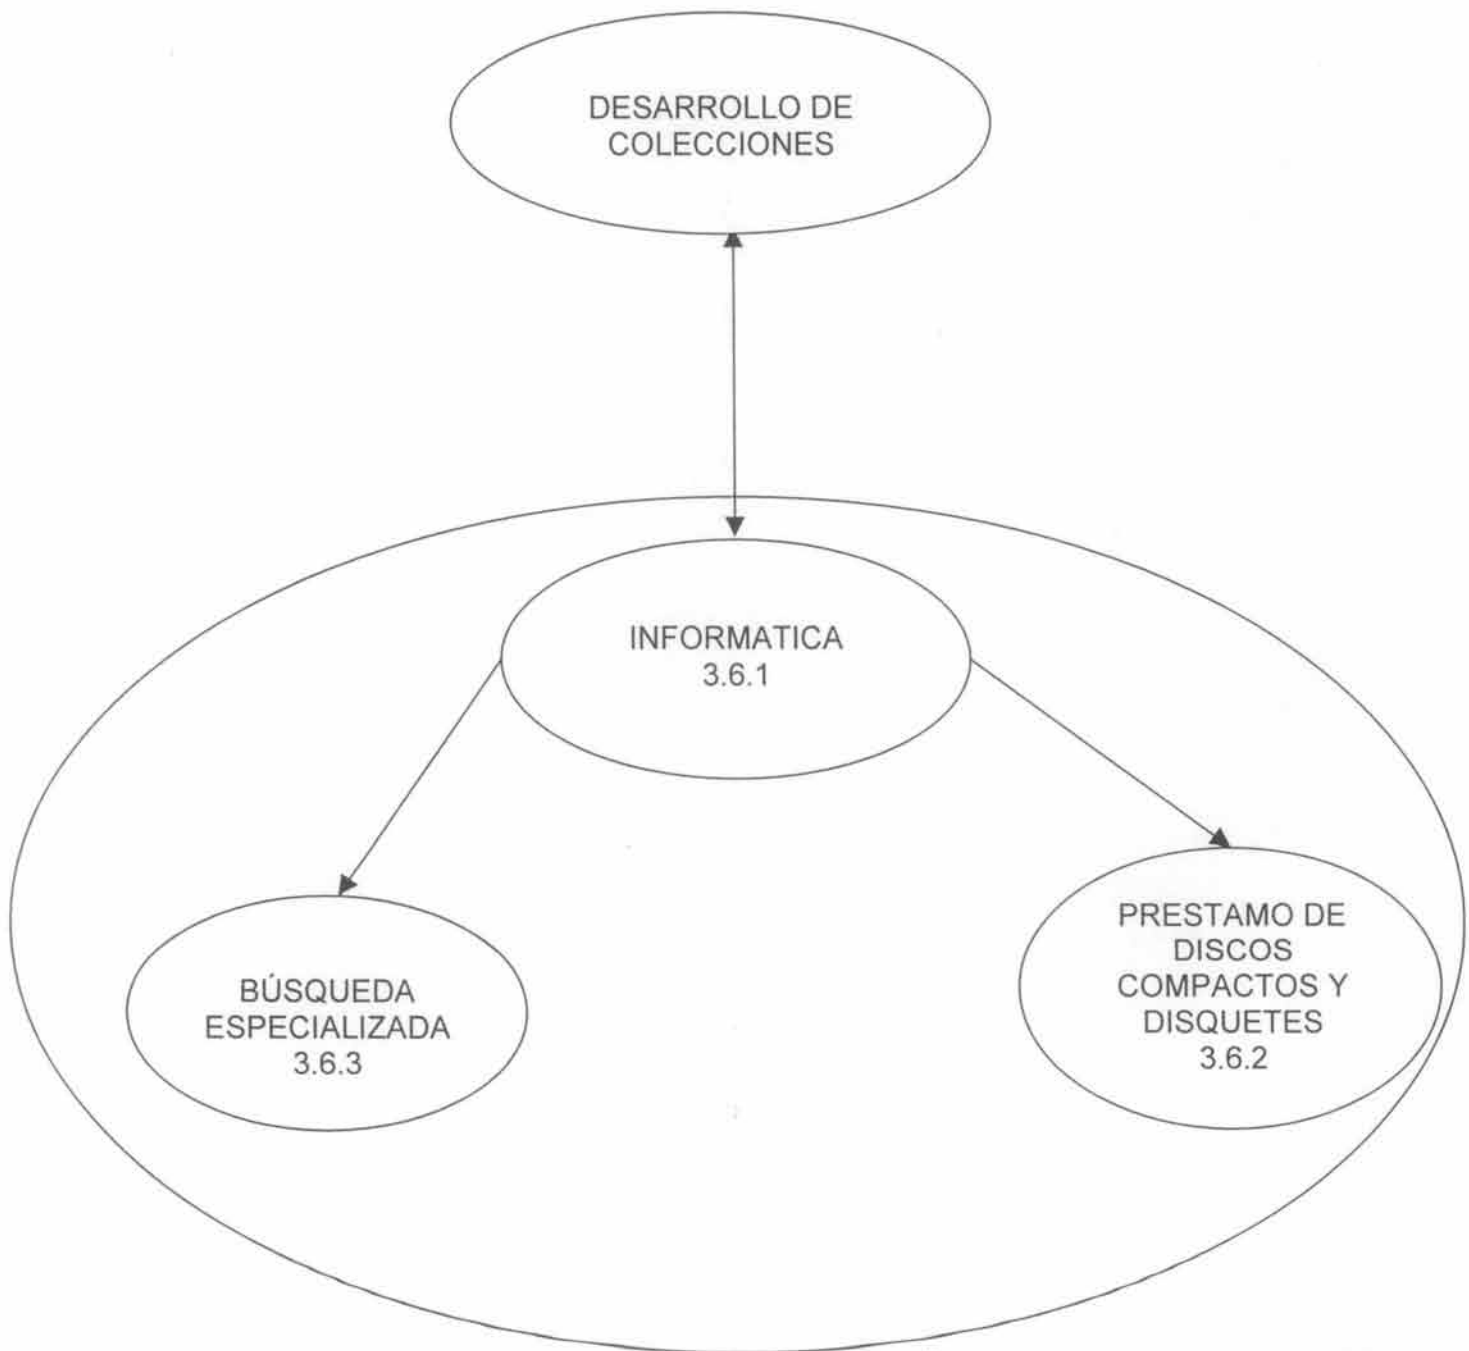 DESARROLLO DE
COLECCIONES
INFORMATICA
3.6.1
BÚSQUEDA
ESPECIALIZADA
3.6.3
PRESTAMO DE
DISCOS
COMPACTOS Y
DISQUETES
3.6.2